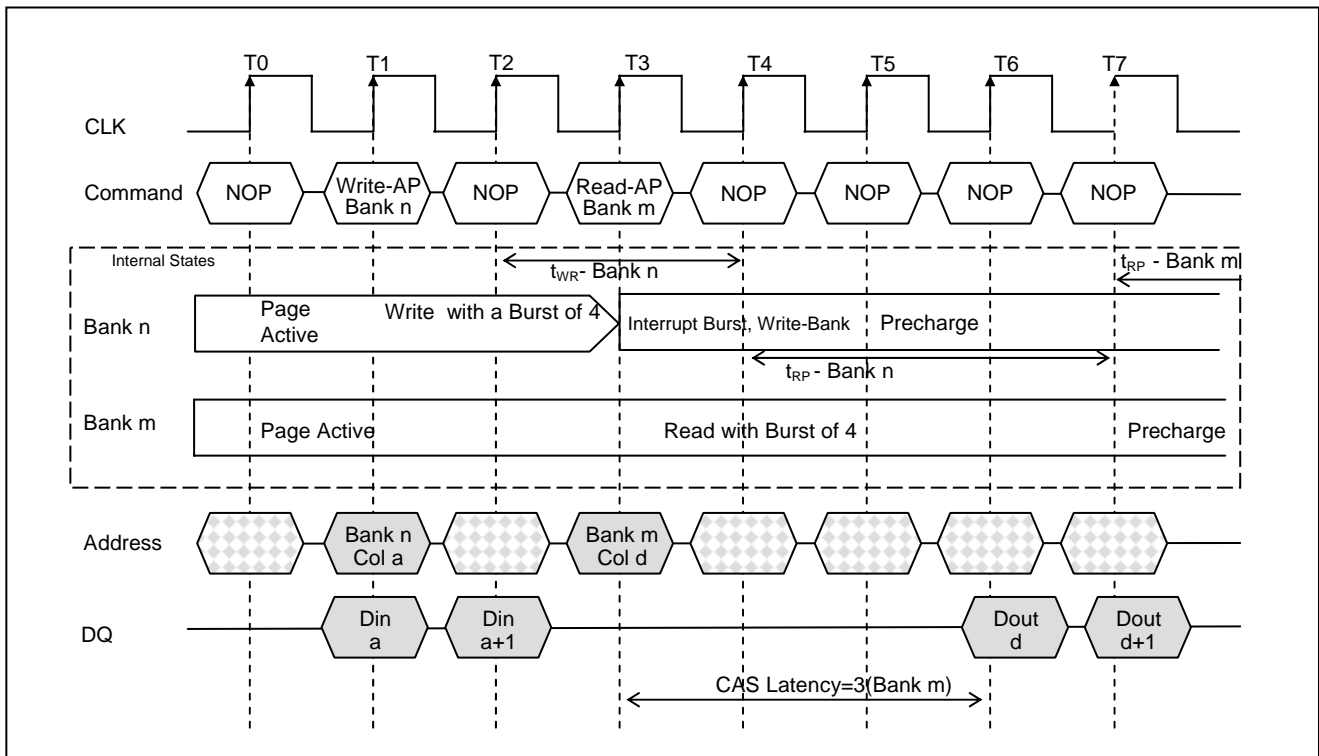 T0 T1 T2 T3 T4 T5 T6 T7
CLK
Command NOP Write-AP NOP Read-AP NOP NOP NOP NOP
Bank n Bank m
Internal States
tWR- Bank n
tRP - Bank m
Bank n
Page Write with a Burst of 4
Active
Interrupt Burst, Write-Bank Precharge
tRP - Bank n
Bank m
Page Active Read with Burst of 4 Precharge
Address Bank n Bank m
Col a Col d
DQ Din Din Dout Dout
a a+1 d d+1
CAS Latency=3(Bank m)